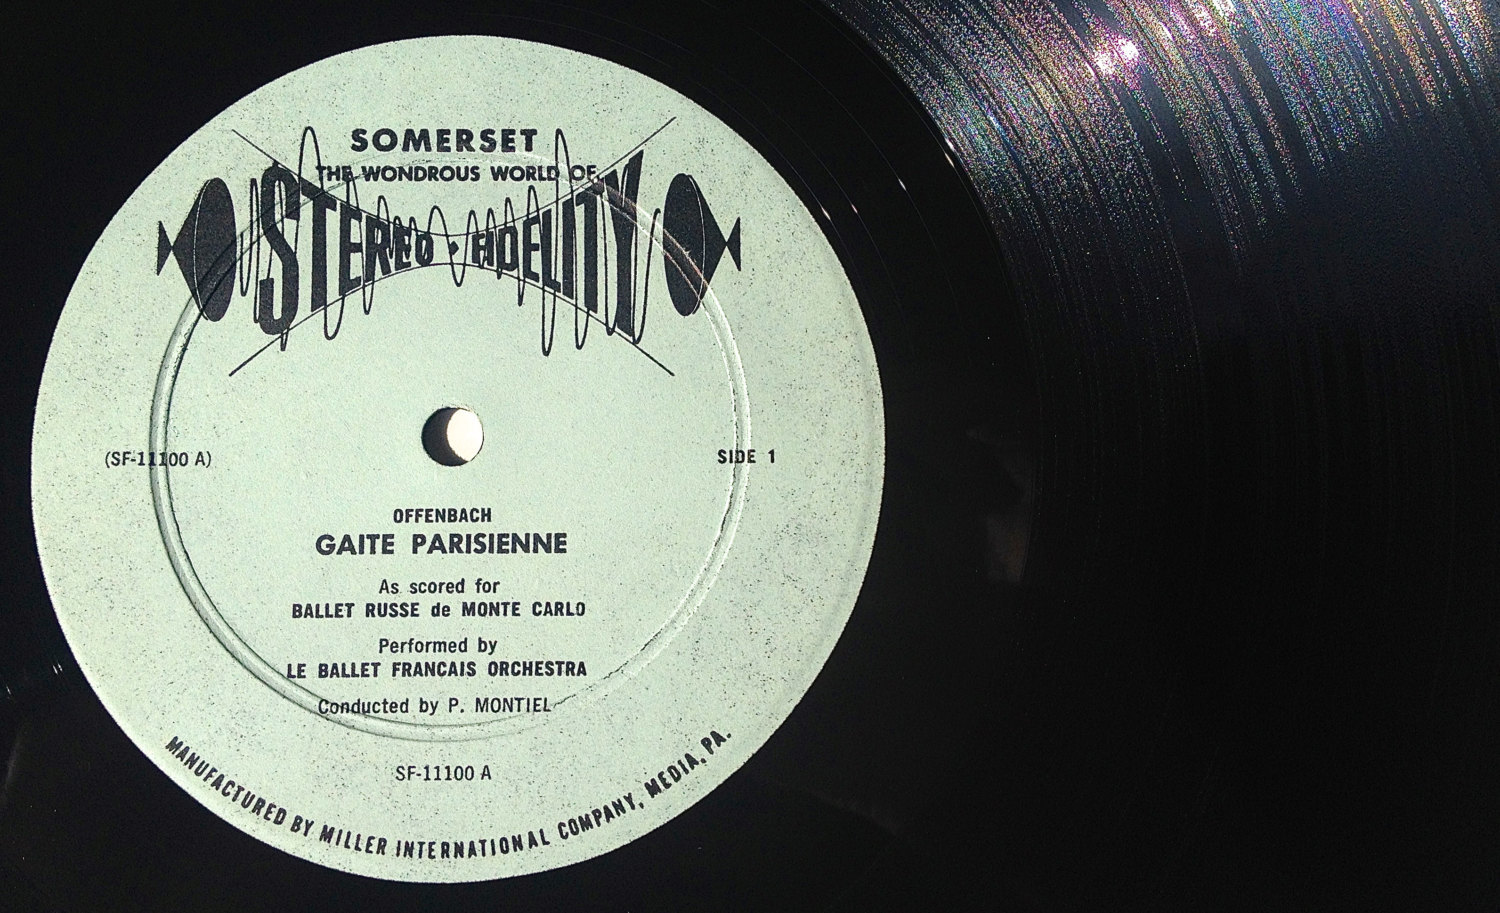 SOMERSET
THE WONDROUS WORLD OF
STEREO · FIDELITY
(SF-11100 A)
SIDE 1
OFFENBACH
GAITE PARISIENNE
As scored for
BALLET RUSSE de MONTE CARLO
Performed by
LE BALLET FRANCAIS ORCHESTRA
Conducted by P. MONTIEL
SF-11100 A
MANUFACTURED BY MILLER INTERNATIONAL COMPANY, MEDIA, PA.